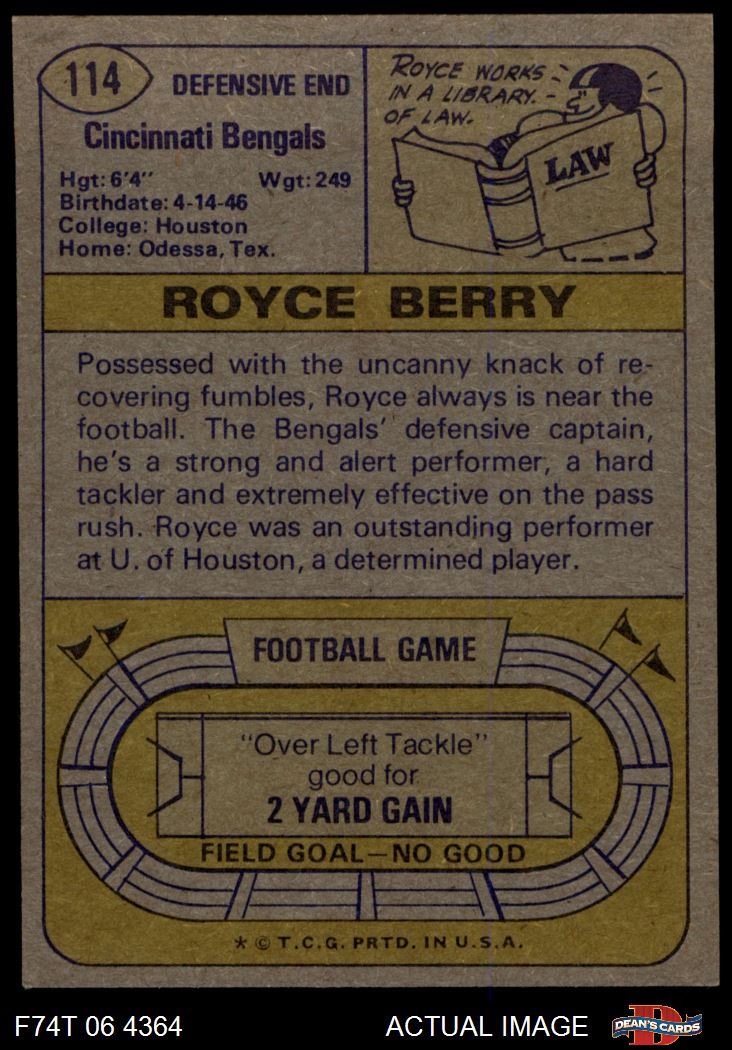 114
DEFENSIVE END
Cincinnati Bengals
Hgt: 6'4" Wgt: 249
Birthdate: 4-14-46
College: Houston
Home: Odessa, Tex.
ROYCE WORKS
IN A LIBRARY.
OF LAW.
LAW
ROYCE BERRY
Possessed with the uncanny knack of re-
covering fumbles, Royce always is near the
football. The Bengals' defensive captain,
he's a strong and alert performer, a hard
tackler and extremely effective on the pass
rush. Royce was an outstanding performer
at U. of Houston, a determined player.
FOOTBALL GAME
"Over Left Tackle"
good for
2 YARD GAIN
FIELD GOAL—NO GOOD
* © T.C.G. PRTD. IN U.S.A.
F74T 06 4364 ACTUAL IMAGE
D
DEAN'S CARDS